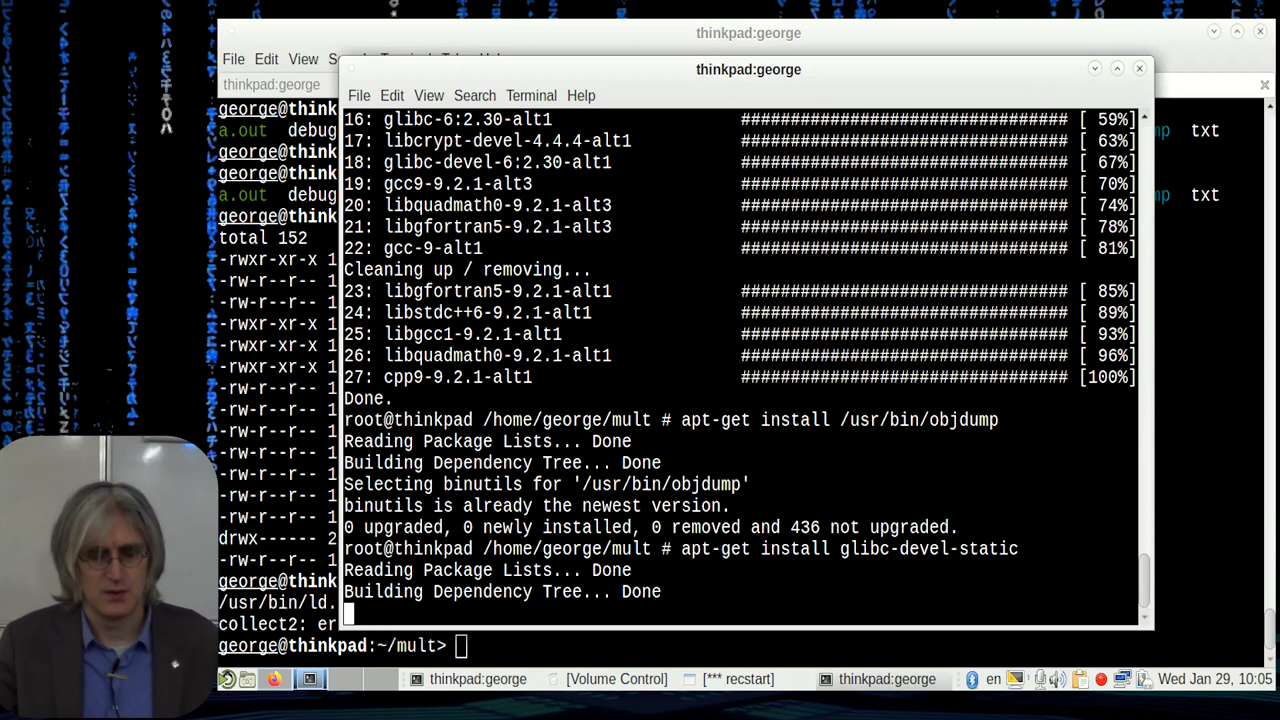 thinkpad:george
File Edit View
thinkpad:george
george@think
a.out debug
george@think
george@think
a.out debug
george@think
total 152
-rwxr-xr-x 1
-rw-r--r-- 1
-rw-r--r-- 1
-rwxr-xr-x 1
-rw-r--r-- 1
-rwxr-xr-x 1
-rw-r--r-- 1
-rw-r--r-- 1
-rw-r--r-- 1
-rw-r--r-- 1
-rw-r--r-- 1
-rw-r--r-- 1
-rw-r--r-- 1
drwx------ 2
-rw-r--r-- 1
george@think
/usr/bin/ld.
collect2: er
george@thinkpad:~/mult>
txt
txt
thinkpad:george
File Edit View Search Terminal Help
16: glibc-6:2.30-alt1 ################################# [ 59%]
17: libcrypt-devel-4.4.4-alt1 ################################# [ 63%]
18: glibc-devel-6:2.30-alt1 ################################# [ 67%]
19: gcc9-9.2.1-alt3 ################################# [ 70%]
20: libquadmath0-9.2.1-alt3 ################################# [ 74%]
21: libgfortran5-9.2.1-alt3 ################################# [ 78%]
22: gcc-9-alt1 ################################# [ 81%]
Cleaning up / removing...
23: libgfortran5-9.2.1-alt1 ################################# [ 85%]
24: libstdc++6-9.2.1-alt1 ################################# [ 89%]
25: libgcc1-9.2.1-alt1 ################################# [ 93%]
26: libquadmath0-9.2.1-alt1 ################################# [ 96%]
27: cpp9-9.2.1-alt1 ################################# [100%]
Done.
root@thinkpad /home/george/mult # apt-get install /usr/bin/objdump
Reading Package Lists... Done
Building Dependency Tree... Done
Selecting binutils for '/usr/bin/objdump'
binutils is already the newest version.
0 upgraded, 0 newly installed, 0 removed and 436 not upgraded.
root@thinkpad /home/george/mult # apt-get install glibc-devel-static
Reading Package Lists... Done
Building Dependency Tree... Done
thinkpad:george [Volume Control] [*** recstart] thinkpad:george en Wed Jan 29, 10:05